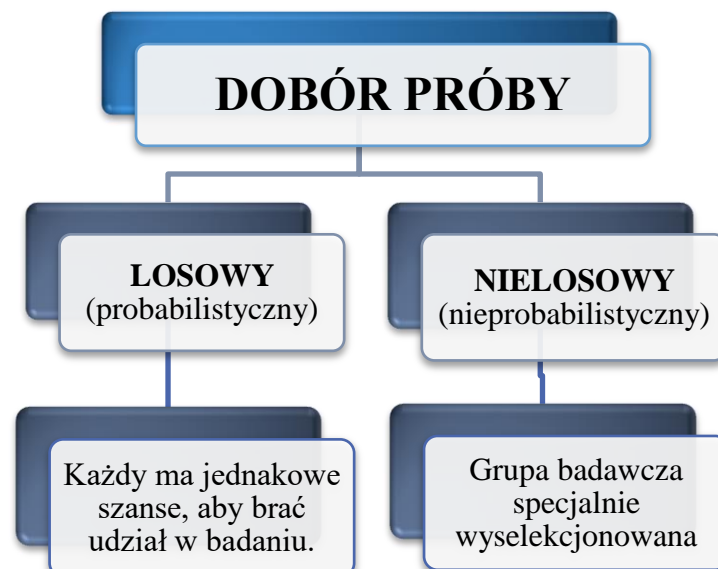 DOBÓR PRÓBY
LOSOWY
(probabilistyczny)
NIELOSOWY
(nieprobabilistyczny)
Każdy ma jednakowe
szanse, aby brać
udział w badaniu.
Grupa badawcza
specjalnie
wyselekcjonowana